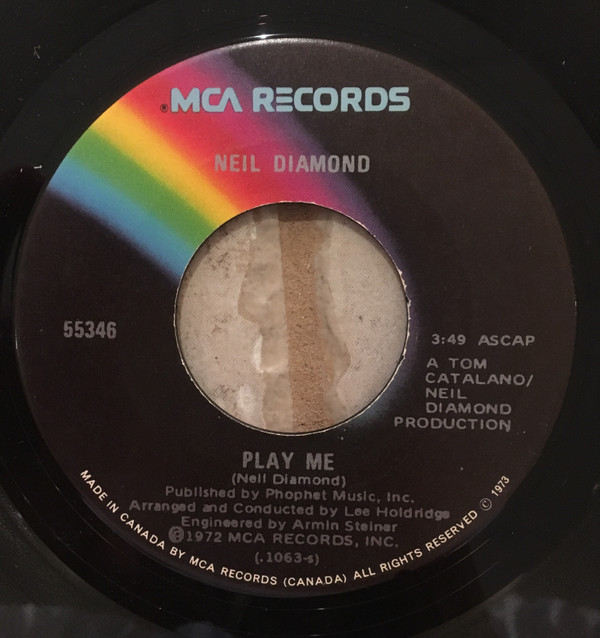 ®MCA RECORDS
NEIL DIAMOND
55346
3:49 ASCAP
A TOM
CATALANO/
NEIL
DIAMOND
PRODUCTION
PLAY ME
(Neil Diamond)
Published by Phophet Music, Inc.
Arranged and Conducted by Lee Holdridge
Engineered by Armin Steiner
℗1972 MCA RECORDS, INC.
(.1063-s)
MADE IN CANADA BY MCA RECORDS (CANADA) ALL RIGHTS RESERVED © 1973